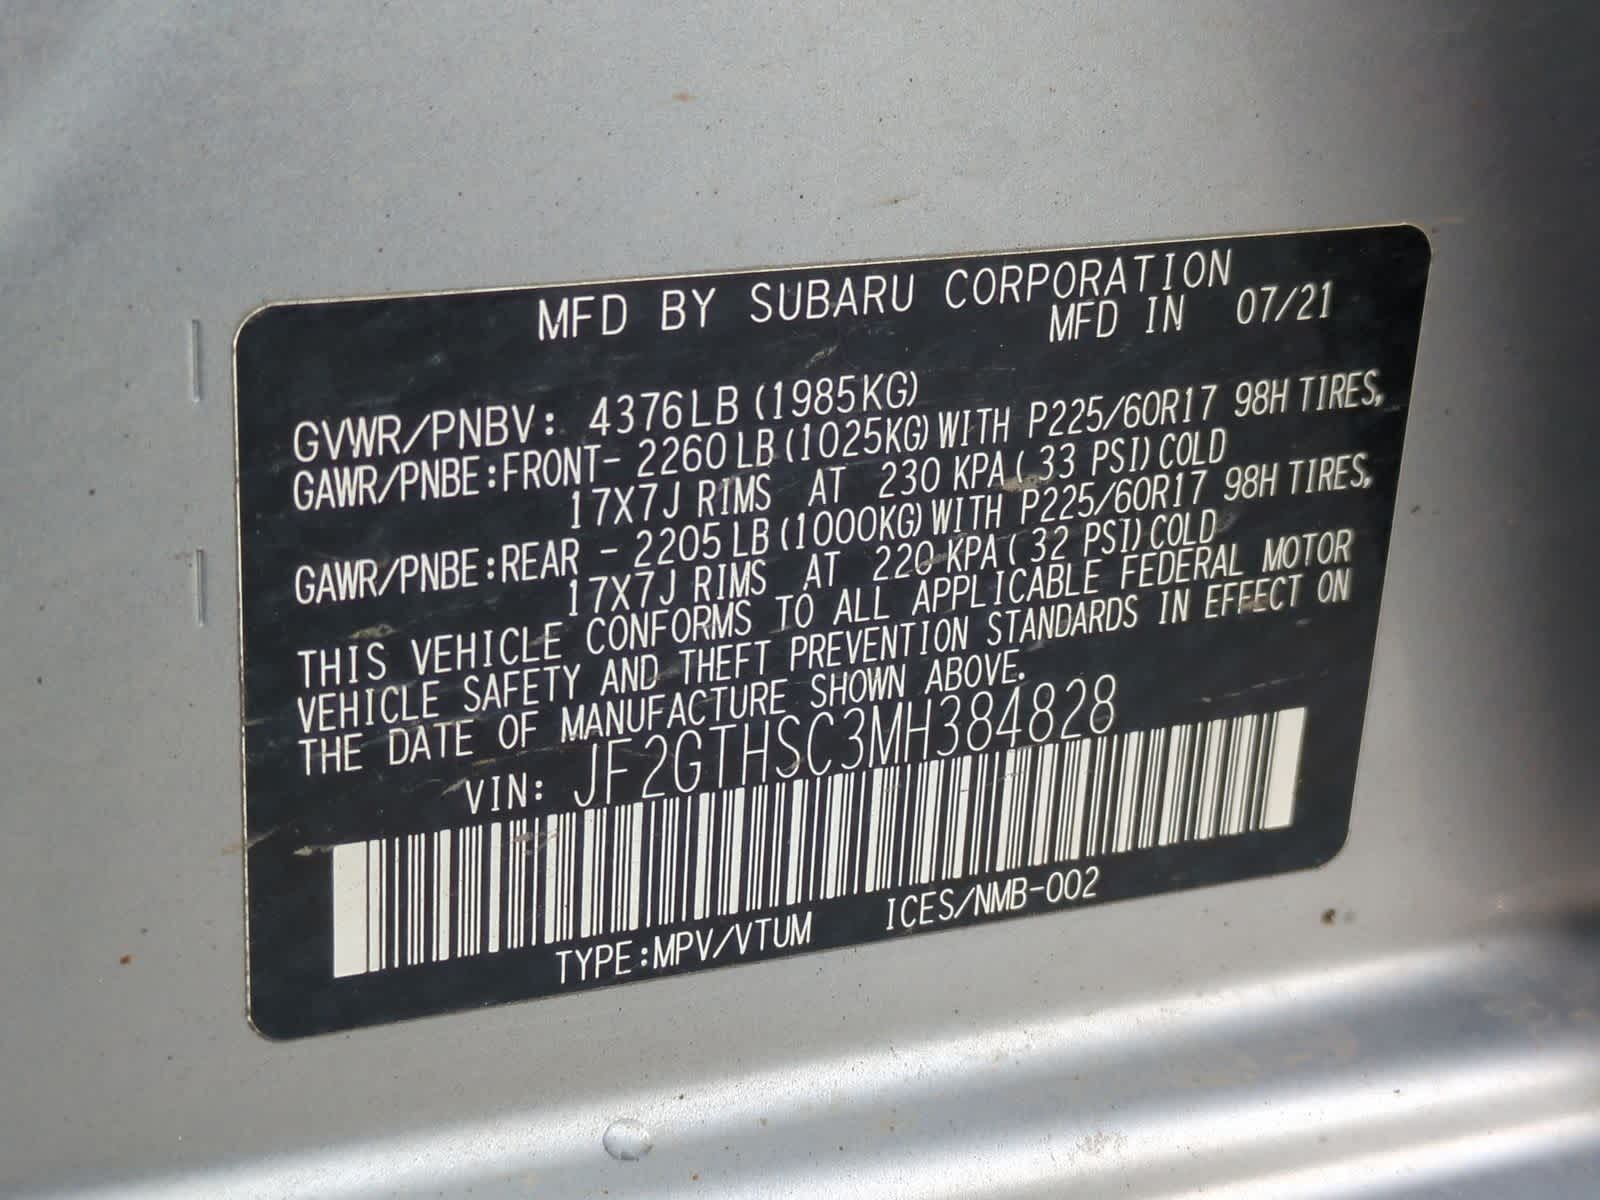 MFD BY SUBARU CORPORATION
MFD IN 07/21
GVWR/PNBV: 4376LB (1985KG)
GAWR/PNBE:FRONT- 2260LB (1025KG) WITH P225/60R17 98H TIRES,
17X7J RIMS AT 230 KPA( 33 PSI) COLD
GAWR/PNBE:REAR - 2205LB (1000KG) WITH P225/60R17 98H TIRES,
17X7J RIMS AT 220 KPA( 32 PSI) COLD
THIS VEHICLE CONFORMS TO ALL APPLICABLE FEDERAL MOTOR
VEHICLE SAFETY AND THEFT PREVENTION STANDARDS IN EFFECT ON
THE DATE OF MANUFACTURE SHOWN ABOVE.
VIN: JF2GTHSC3MH384828
TYPE:MPV/VTUM ICES/NMB-002